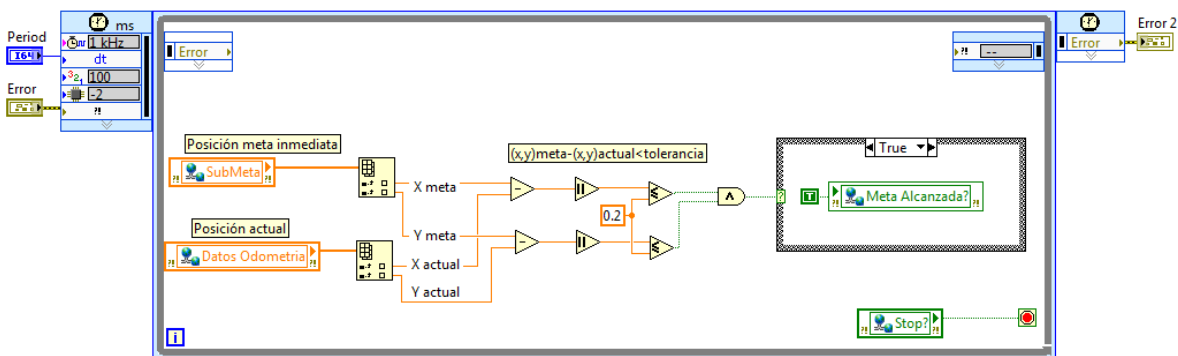 ms
Period
1 kHz
I64
dt
100
Error
-2
?!
Error
?! --
Error
Error 2
Posición meta inmediata
SubMeta
?! ?!
Posición actual
Datos Odometria
?! ?!
X meta
Y meta
X actual
Y actual
(x,y)meta-(x,y)actual<tolerancia
0.2
True
?
T
Meta Alcanzada?
?! ?!
Stop?
?! ?!
i